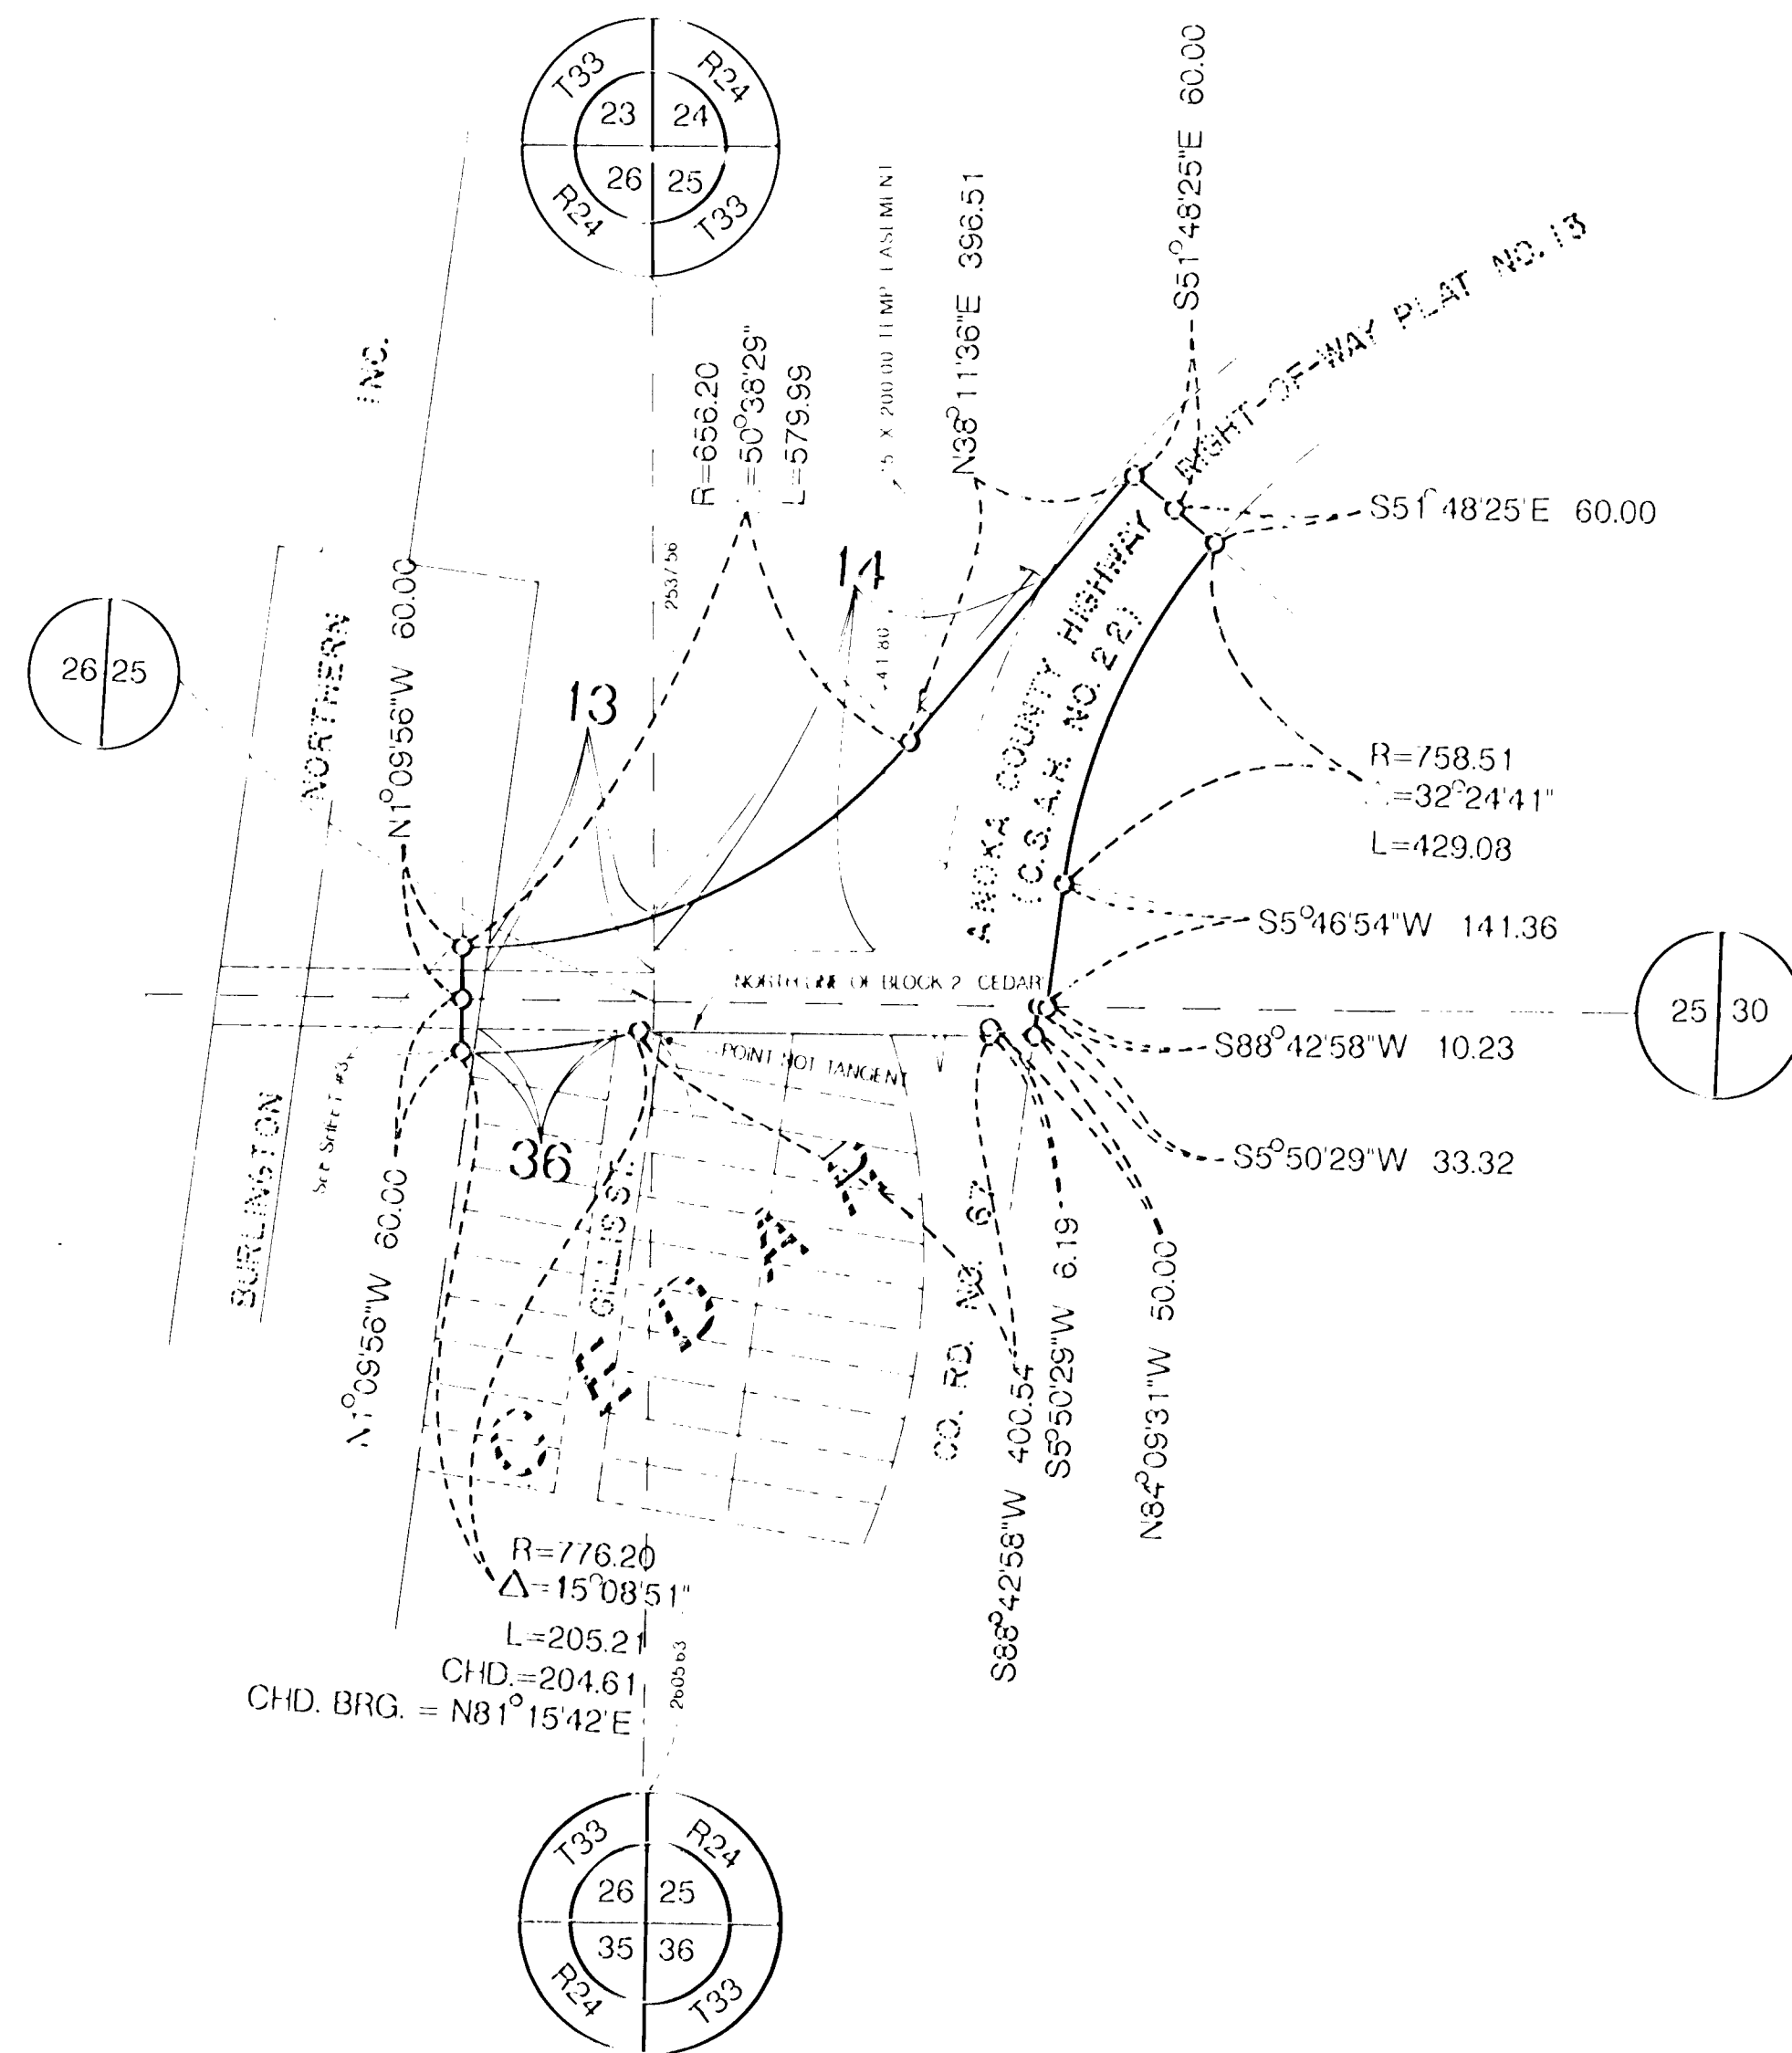 T33
R24
23
24
26
25
R24
T33
S51°48'25"E 60.00
RIGHT-OF-WAY PLAT NO. 13
N38°11'36"E 396.51
INC.
R=656.20
=50°38'29"
L=579.99
S51°48'25"E 60.00
14
26
25
NORTHERN
N1°09'56"W 60.00
13
ANOKA COUNTY HIGHWAY
(C.S.A.H. NO. 22)
R=758.51
=32°24'41"
L=429.08
S5°46'54"W 141.36
NORTH LINE OF BLOCK 2 CEDAR
25
30
POINT NOT TANGENT
S88°42'58"W 10.23
BURLINGTON
SEE SHEET #3
36
S5°50'29"W 33.32
N1°09'56"W 60.00
GILLIS ST.
CEDAR
CO. RD. NO. 67
S88°42'58"W 400.54
S5°50'29"W 6.19
N84°09'31"W 50.00
R=776.20
Δ=15°08'51"
L=205.21
CHD.=204.61
CHD. BRG. = N81°15'42'E
T33
R24
26
25
35
36
R24
T33